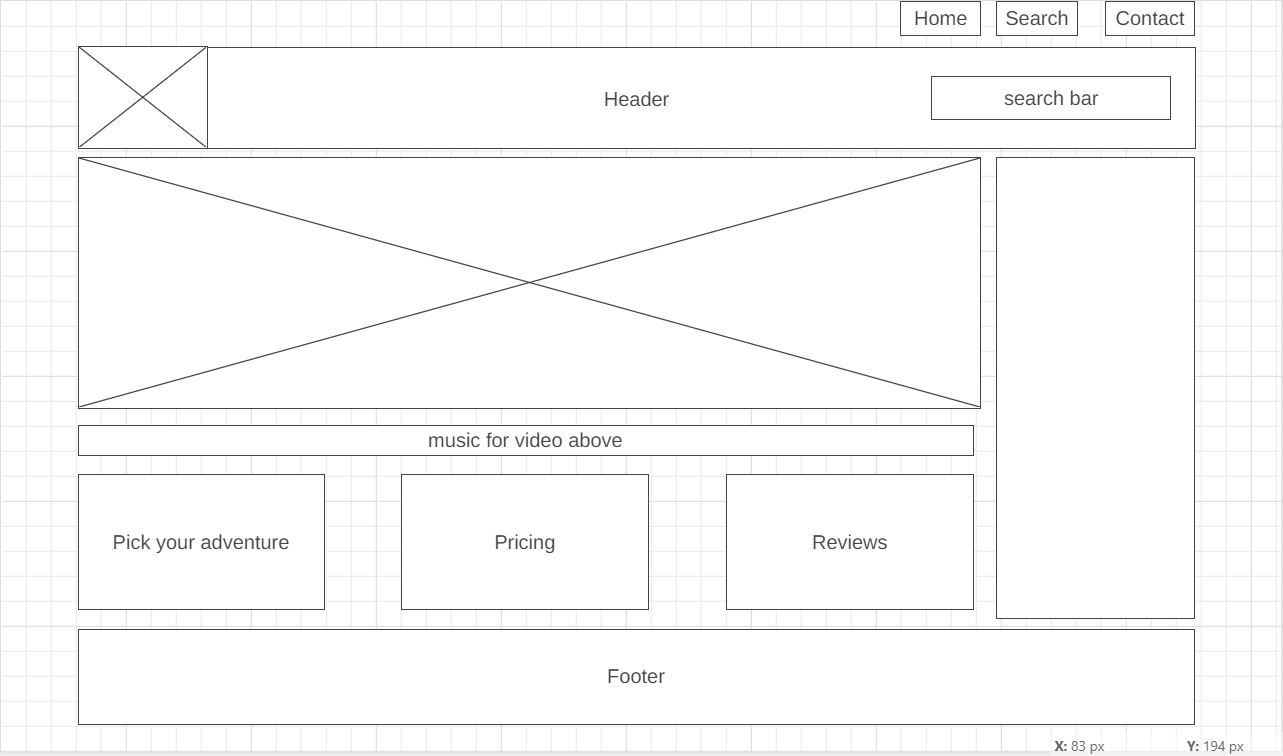 Home
Search
Contact
Header
search bar
music for video above
Pick your adventure
Pricing
Reviews
Footer
X: 83 px
Y: 194 px